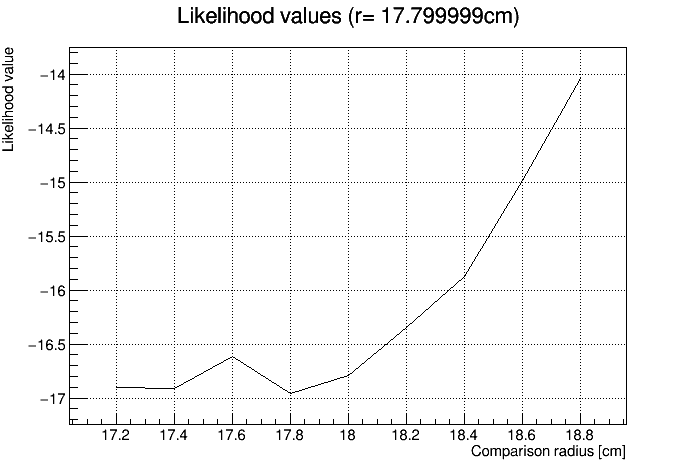 Likelihood values (r= 17.799999cm)
Likelihood value
−14
−14.5
−15
−15.5
−16
−16.5
−17
17.2 17.4 17.6 17.8 18 18.2 18.4 18.6 18.8
Comparison radius [cm]